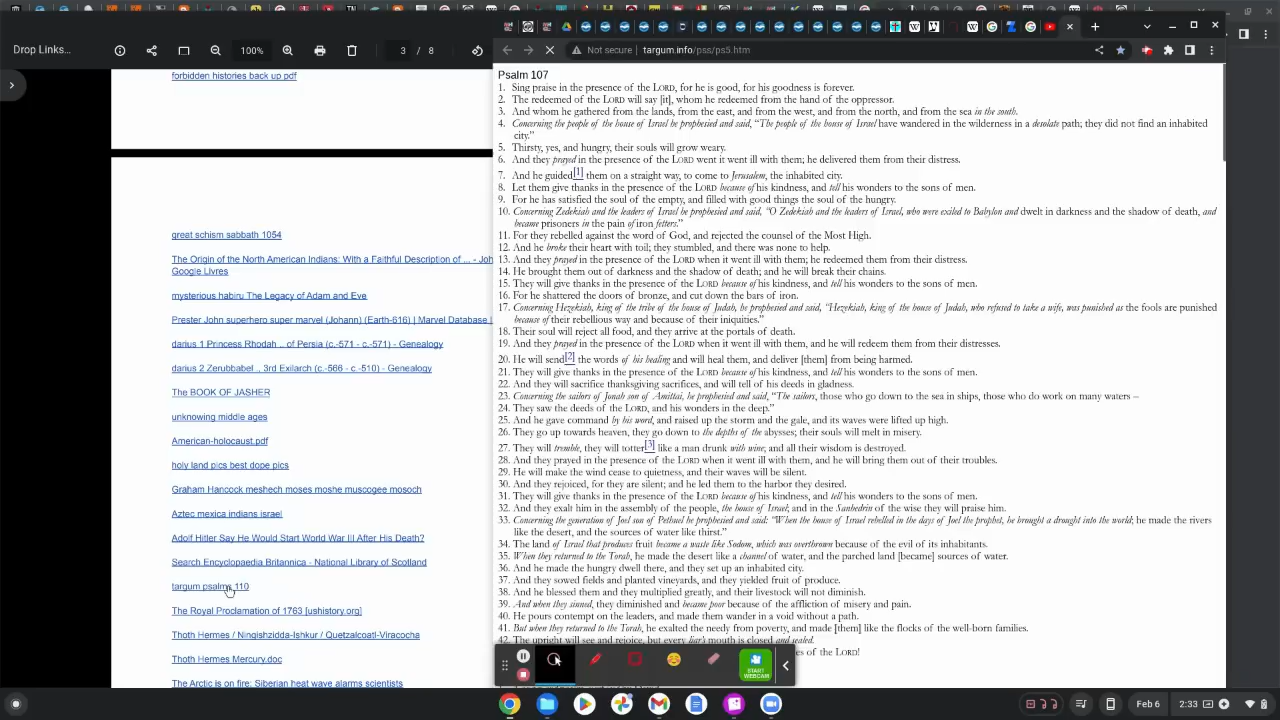 Drop Links...
100%
3 / 8
forbidden histories back up pdf
great schism sabbath 1054
The Origin of the North American Indians: With a Faithful Description of ... - Joh
Google Livres
mysterious habiru The Legacy of Adam and Eve
Prester John superhero super marvel (Johann) (Earth-616) | Marvel Database |
darius 1 Princess Rhodah .. of Persia (c.-571 - c.-571) - Genealogy
darius 2 Zerubbabel ., 3rd Exilarch (c.-566 - c.-510) - Genealogy
The BOOK OF JASHER
unknowing middle ages
American-holocaust.pdf
holy land pics best dope pics
Graham Hancock meshech moses moshe muscogee mosoch
Aztec mexica indians israel
Adolf Hitler Say He Would Start World War III After His Death?
Search Encyclopaedia Britannica - National Library of Scotland
targum psalms 110
The Royal Proclamation of 1763 [ushistory.org]
Thoth Hermes / Ningishzidda-Ishkur / Quetzalcoatl-Viracocha
Thoth Hermes Mercury.doc
The Arctic is on fire: Siberian heat wave alarms scientists
Not secure | targum.info/pss/ps5.htm
Psalm 107
1. Sing praise in the presence of the LORD, for he is good, for his goodness is forever.
2. The redeemed of the LORD will say [it], whom he redeemed from the hand of the oppressor.
3. And whom he gathered from the lands, from the east, and from the west, and from the north, and from the sea in the south.
4. Concerning the people of the house of Israel he prophesied and said, “The people of the house of Israel have wandered in the wilderness in a desolate path; they did not find an inhabited
city.”
5. Thirsty, yes, and hungry, their souls will grow weary.
6. And they prayed in the presence of the LORD went it went ill with them; he delivered them from their distress.
7. And he guided[1] them on a straight way, to come to Jerusalem, the inhabited city.
8. Let them give thanks in the presence of the LORD because of his kindness, and tell his wonders to the sons of men.
9. For he has satisfied the soul of the empty, and filled with good things the soul of the hungry.
10. Concerning Zedekiah and the leaders of Israel he prophesied and said, “O Zedekiah and the leaders of Israel, who were exiled to Babylon and dwelt in darkness and the shadow of death, and
became prisoners in the pain of iron fetters.”
11. For they rebelled against the word of God, and rejected the counsel of the Most High.
12. And he broke their heart with toil; they stumbled, and there was none to help.
13. And they prayed in the presence of the LORD when it went ill with them; he redeemed them from their distress.
14. He brought them out of darkness and the shadow of death; and he will break their chains.
15. They will give thanks in the presence of the LORD because of his kindness, and tell his wonders to the sons of men.
16. For he shattered the doors of bronze, and cut down the bars of iron.
17. Concerning Hezekiah, king of the tribe of the house of Judah, he prophesied and said, “Hezekiah, king of the house of Judah, who refused to take a wife, was punished as the fools are punished
because of their rebellious way and because of their iniquities.”
18. Their soul will reject all food, and they arrive at the portals of death.
19. And they prayed in the presence of the LORD when it went ill with them, and he will redeem them from their distresses.
20. He will send[2] the words of his healing and will heal them, and deliver [them] from being harmed.
21. They will give thanks in the presence of the LORD because of his kindness, and tell his wonders to the sons of men.
22. And they will sacrifice thanksgiving sacrifices, and will tell of his deeds in gladness.
23. Concerning the sailors of Jonah son of Amittai, he prophesied and said, “The sailors, those who go down to the sea in ships, those who do work on many waters –
24. They saw the deeds of the LORD, and his wonders in the deep.”
25. And he gave command by his word, and raised up the storm and the gale, and its waves were lifted up high.
26. They go up towards heaven, they go down to the depths of the abysses; their souls will melt in misery.
27. They will trouble, they will totter[3] like a man drunk with wine; and all their wisdom is destroyed.
28. And they prayed in the presence of the LORD when it went ill with them, and he will bring them out of their troubles.
29. He will make the wind cease to quietness, and their waves will be silent.
30. And they rejoiced, for they are silent; and he led them to the harbor they desired.
31. They will give thanks in the presence of the LORD because of his kindness, and tell his wonders to the sons of men.
32. And they exalt him in the assembly of the people, the house of Israel; and in the Sanhedrin of the wise they will praise him.
33. Concerning the generation of Joel son of Pethuel he prophesied and said: “When the house of Israel rebelled in the days of Joel the prophet, he brought a drought into the world; he made the rivers
like the desert, and the sources of water like thirst.”
34. The land of Israel that produces fruit became a waste like Sodom, which was overthrown because of the evil of its inhabitants.
35. When they returned to the Torah, he made the desert like a channel of water, and the parched land [became] sources of water.
36. And he made the hungry dwell there, and they set up an inhabited city.
37. And they sowed fields and planted vineyards, and they yielded fruit of produce.
38. And he blessed them and they multiplied greatly, and their livestock will not diminish.
39. And when they sinned, they diminished and became poor because of the affliction of misery and pain.
40. He pours contempt on the leaders, and made them wander in a void without a path.
41. But when they returned to the Torah, he exalted the needy from poverty, and made [them] like the flocks of the well-born families.
42. The upright will see and rejoice, but every liar's mouth is closed and sealed.
es of the LORD!
START
WEBCAM
Feb 6
2:33